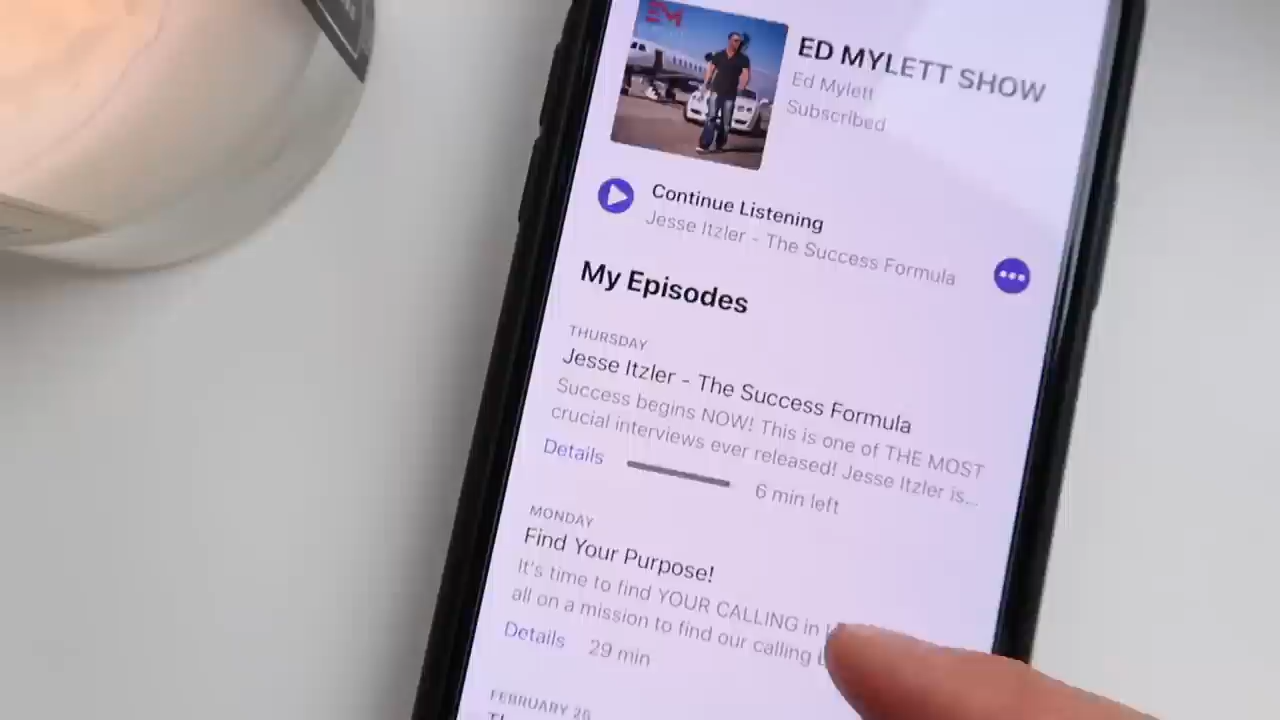 EM
ED MYLETT SHOW
Ed Mylett
Subscribed
Continue Listening
Jesse Itzler - The Success Formula
My Episodes
THURSDAY
Jesse Itzler - The Success Formula
Success begins NOW! This is one of THE MOST
crucial interviews ever released! Jesse Itzler is...
Details 6 min left
MONDAY
Find Your Purpose!
It's time to find YOUR CALLING in
all on a mission to find our calling
Details 29 min
FEBRUARY 26